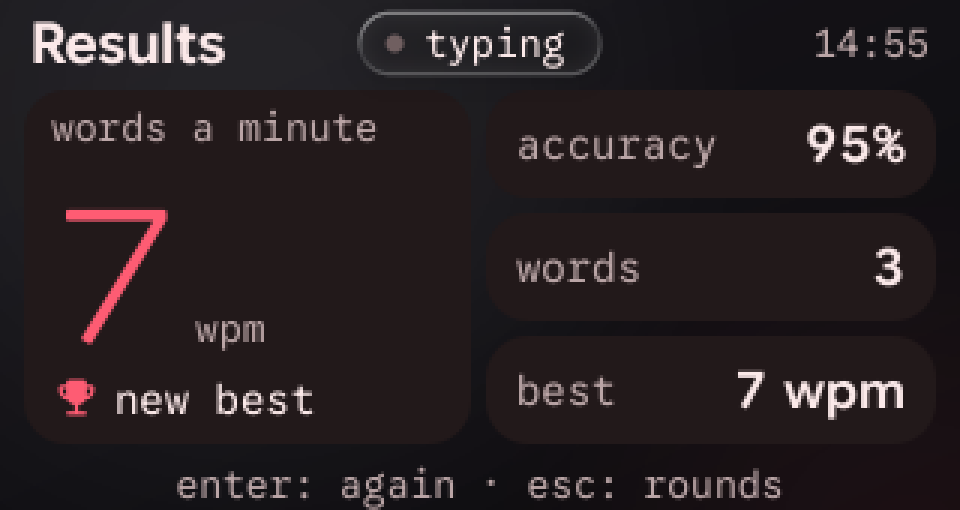 Results
typing
14:55
words a minute
7 wpm
new best
accuracy 95%
words 3
best 7 wpm
enter: again · esc: rounds